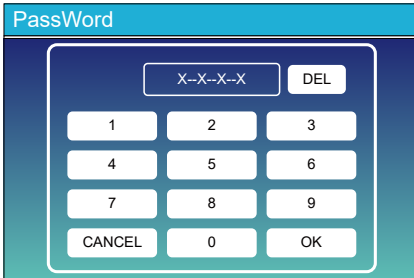 PassWord
X--X--X--X DEL
1 2 3
4 5 6
7 8 9
CANCEL 0 OK